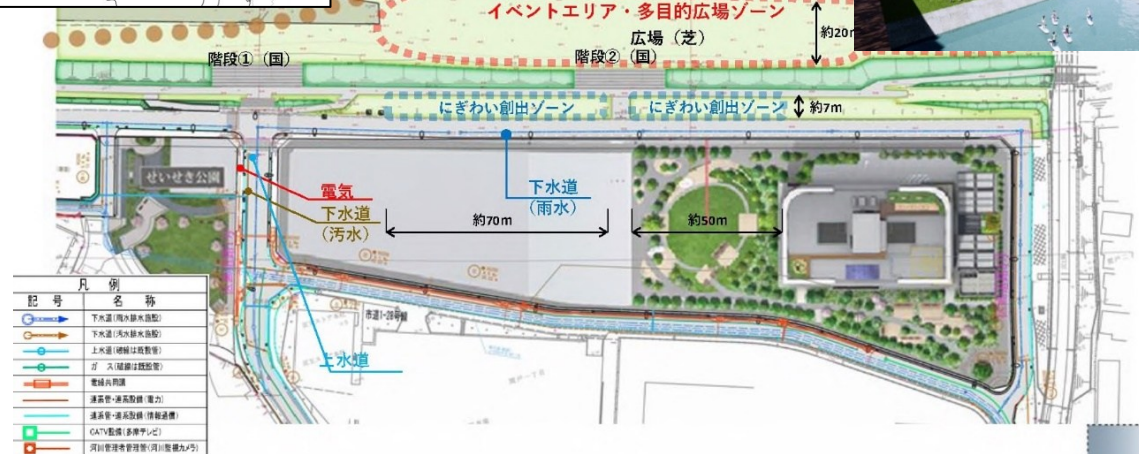 イベントエリア・多目的広場ゾーン
広場(芝)
約20m
階段①(国)
階段②(国)
にぎわい創出ゾーン
にぎわい創出ゾーン
約7m
せいせき公園
電気
下水道
(汚水)
下水道
(雨水)
約70m
約50m
市道1-28号線
上水道
凡 例
記 号
名 称
下水道(雨水排水施設)
下水道(汚水排水施設)
上水道(破線は既設管)
ガ ス(破線は既設管)
電線共同溝
連系管・連系設備(電力)
連系管・連系設備(情報通信)
CATV設備(多摩テレビ)
河川管理者管理管(河川監視カメラ)